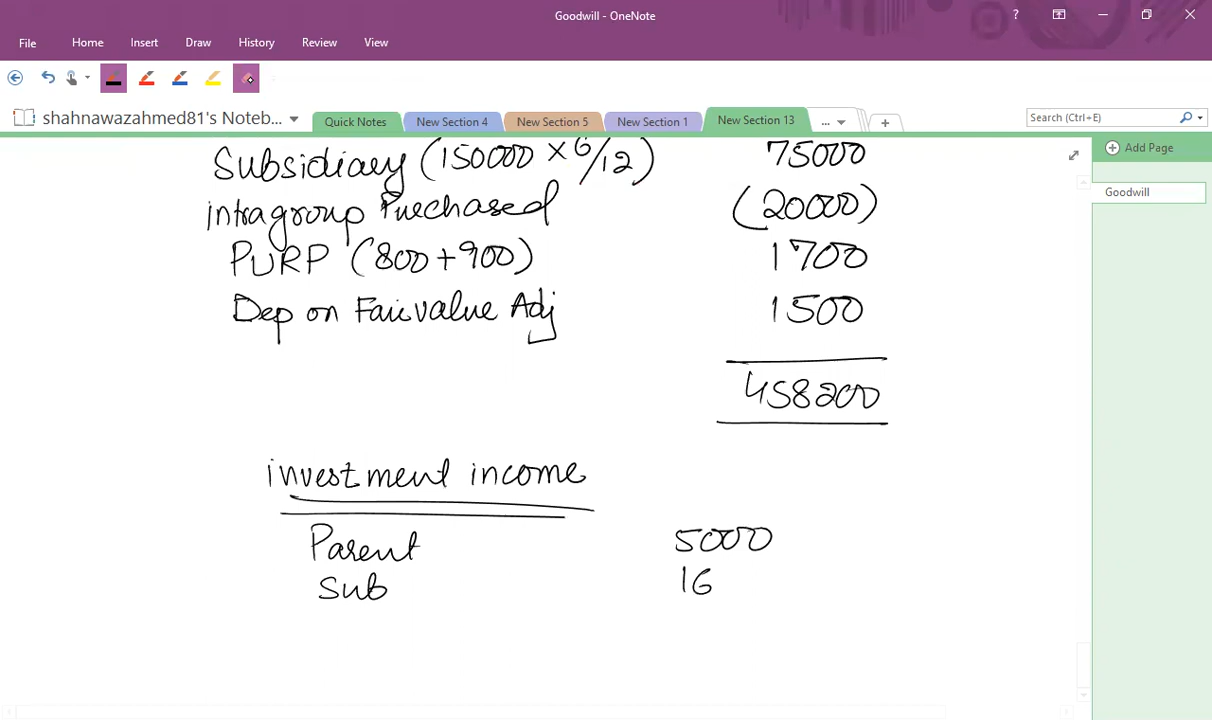 Goodwill - OneNote
?
File Home Insert Draw History Review View
shahnawazahmed81's Noteb... Quick Notes New Section 4 New Section 5 New Section 1 New Section 13 ... + Search (Ctrl+E)
Add Page
Goodwill
Subsidiary (150000 × 6/12) 75000
intragroup Purchased (20000)
PURP (800+900) 1700
Dep on Fair value Adj 1500
458200
investment income
Parent 5000
Sub 16